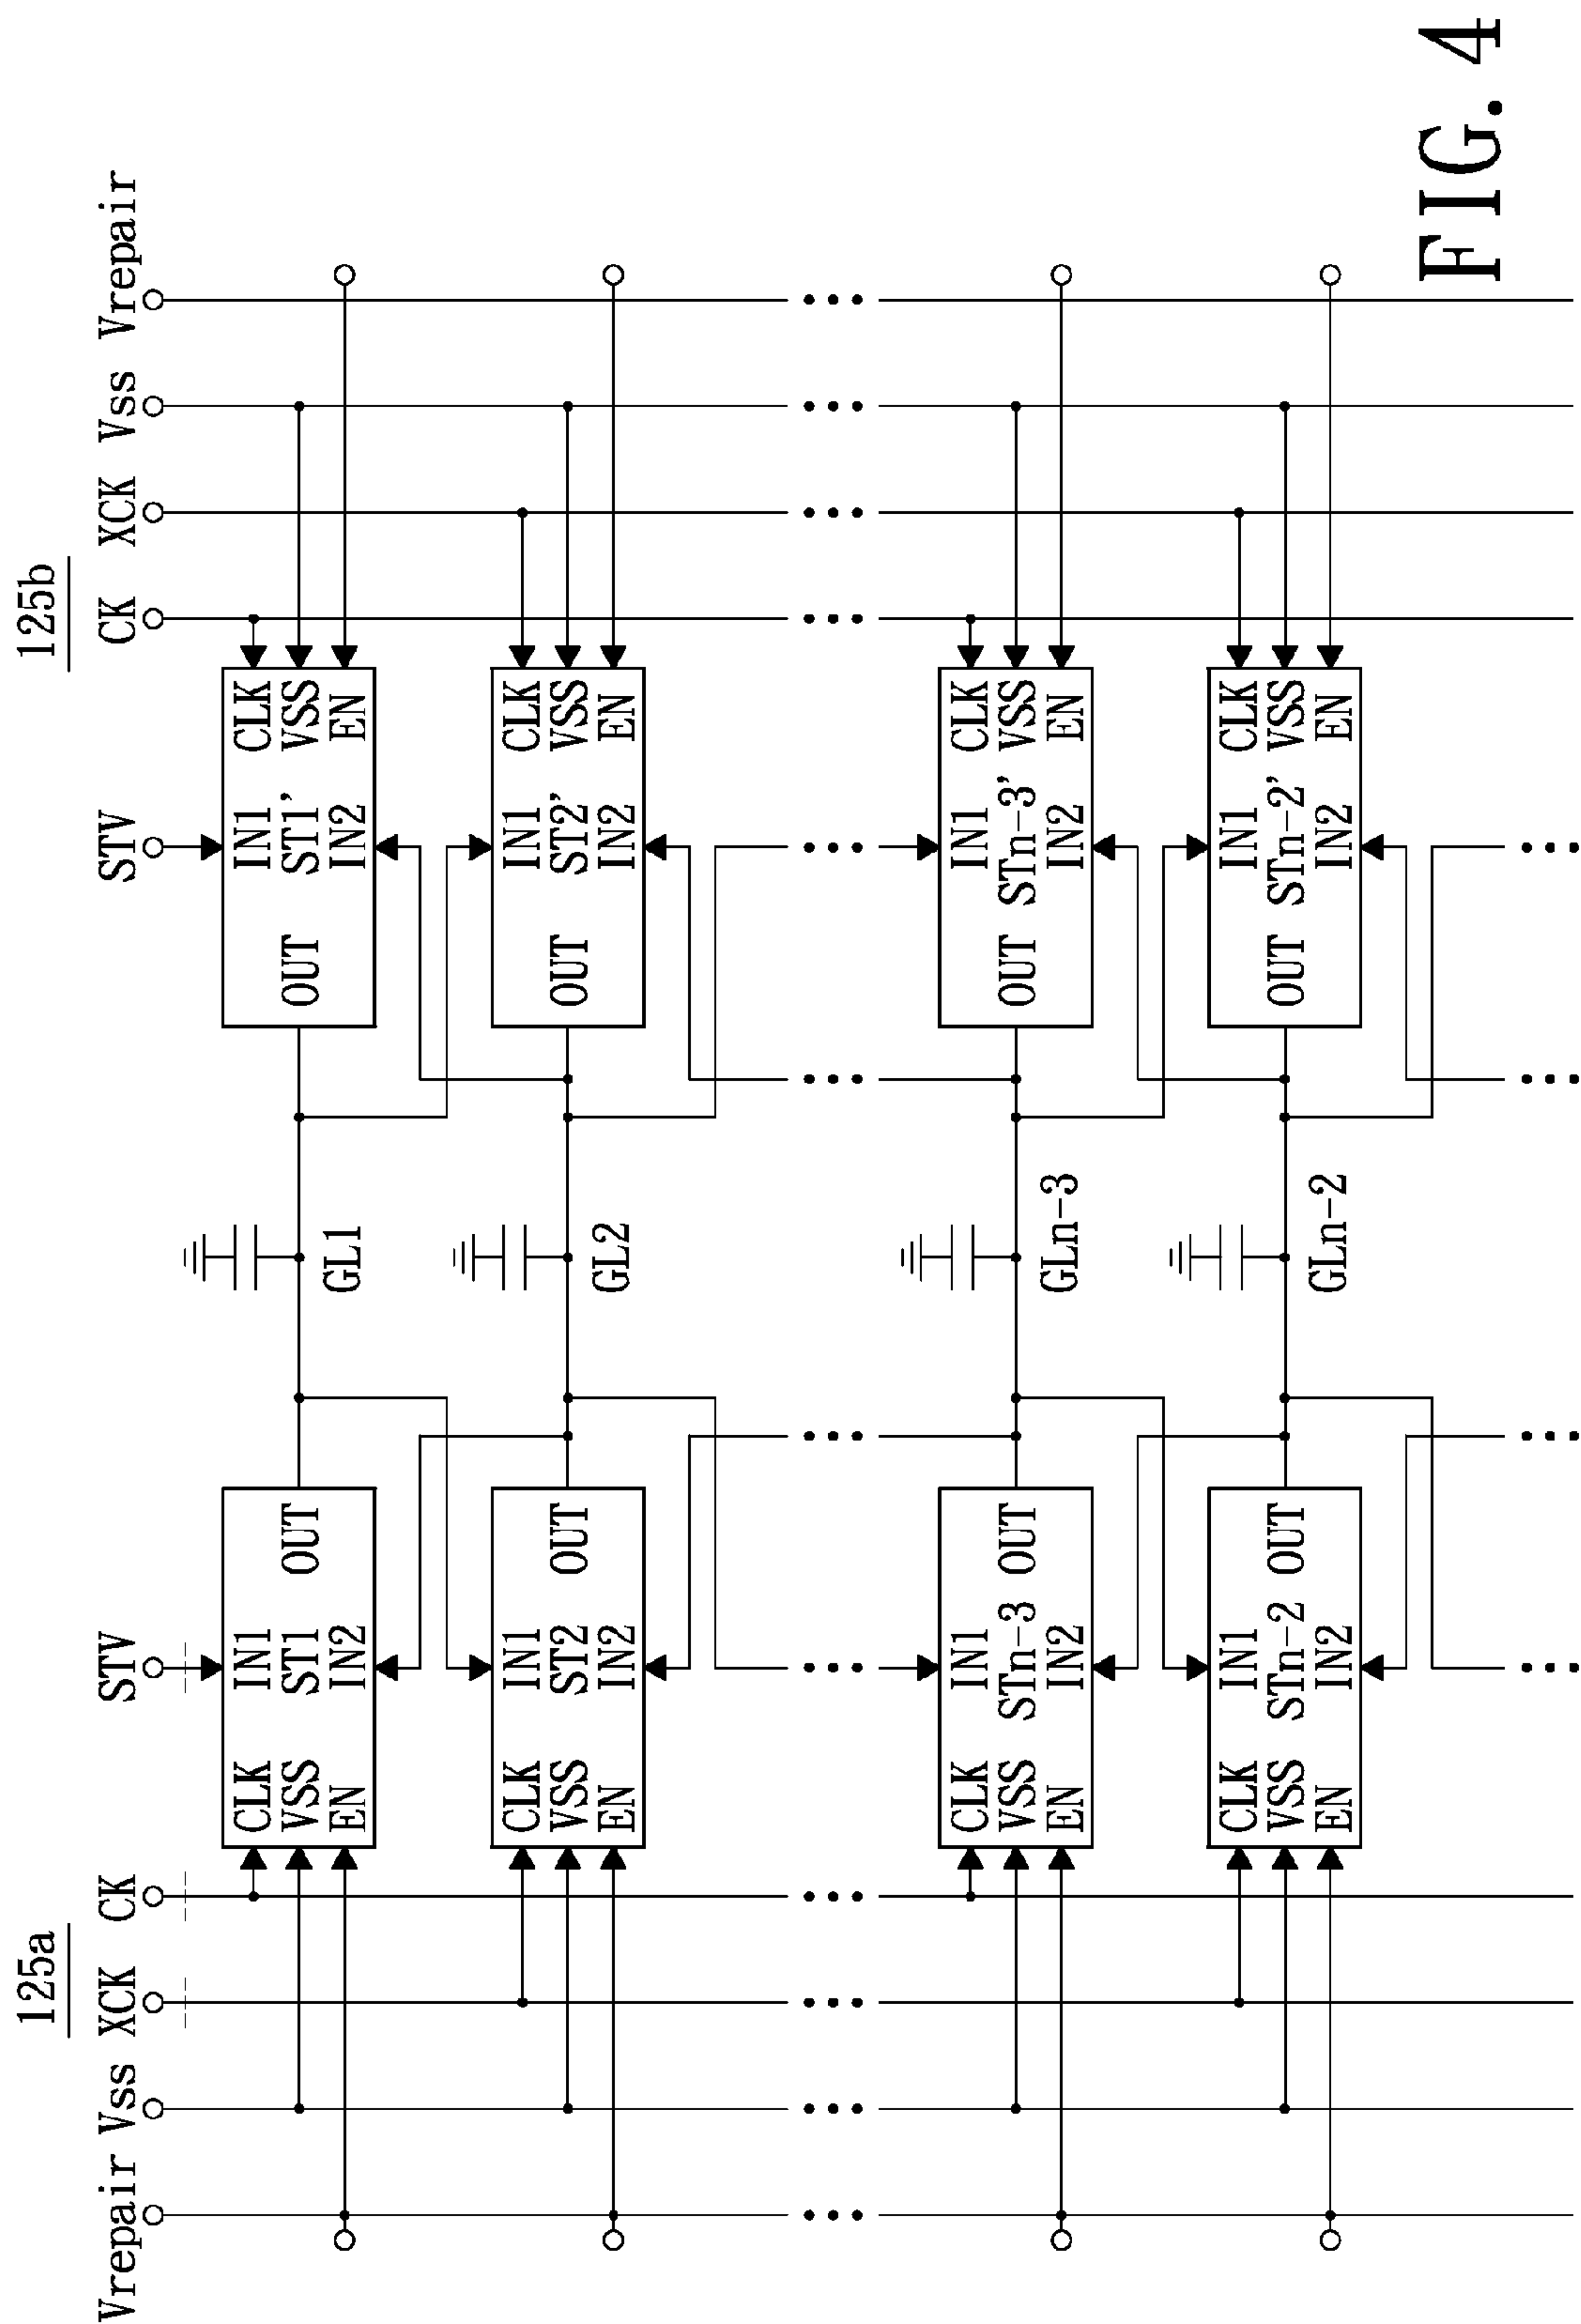 125a
125b
Vrepair Vss XCK CK STV STV CK XCK Vss Vrepair
CLK IN1
VSS ST1 OUT
EN IN2
IN1 CLK
OUT ST1' VSS
IN2 EN
GL1
CLK IN1
VSS ST2 OUT
EN IN2
IN1 CLK
OUT ST2' VSS
IN2 EN
GL2
CLK IN1
VSS STn-3 OUT
EN IN2
IN1 CLK
OUT STn-3' VSS
IN2 EN
GLn-3
CLK IN1
VSS STn-2 OUT
EN IN2
IN1 CLK
OUT STn-2' VSS
IN2 EN
GLn-2
FIG. 4